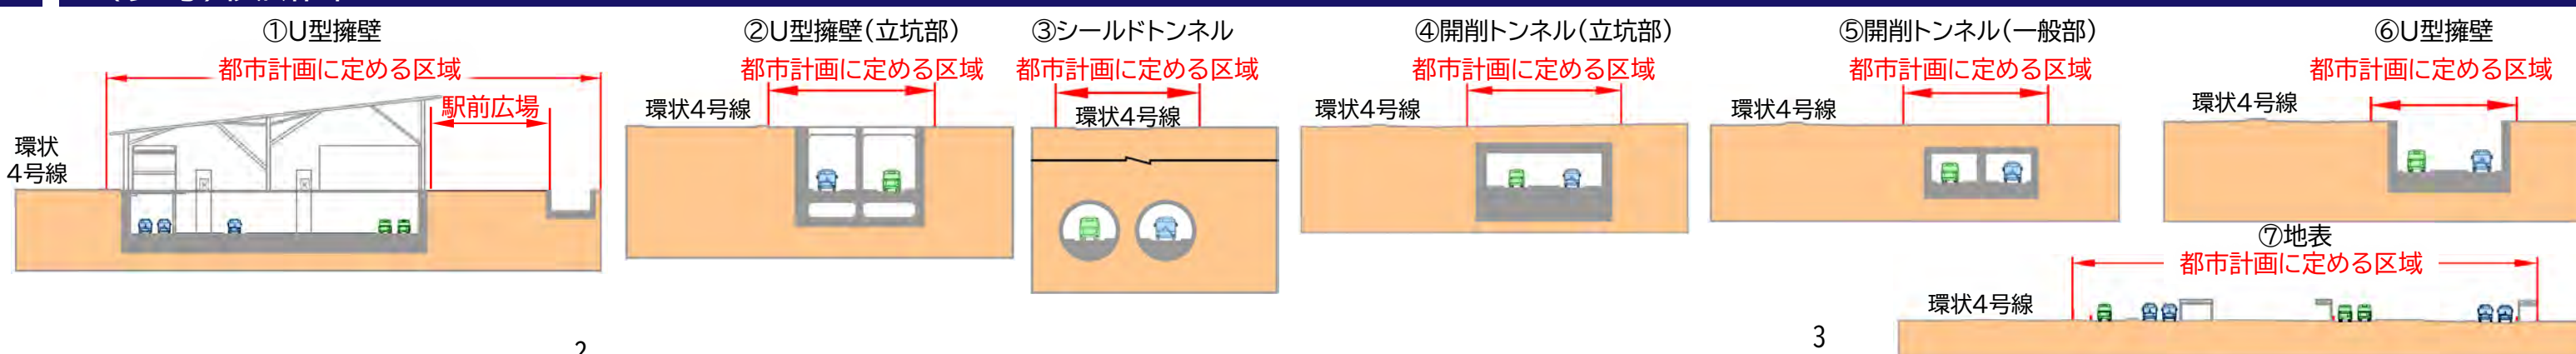 ①U型擁壁
都市計画に定める区域
駅前広場
環状
4号線
②U型擁壁(立坑部)
都市計画に定める区域
環状4号線
③シールドトンネル
都市計画に定める区域
環状4号線
④開削トンネル(立坑部)
都市計画に定める区域
環状4号線
⑤開削トンネル(一般部)
都市計画に定める区域
環状4号線
⑥U型擁壁
都市計画に定める区域
環状4号線
⑦地表
都市計画に定める区域
環状4号線
2
3